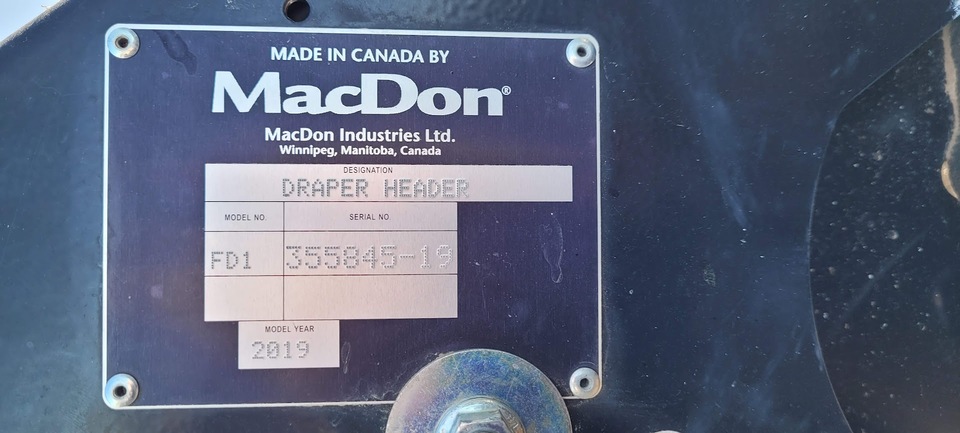 MADE IN CANADA BY
MacDon®
MacDon Industries Ltd.
Winnipeg, Manitoba, Canada
DESIGNATION
DRAPER HEADER
MODEL NO. SERIAL NO.
FD1 355845-19
MODEL YEAR
2019